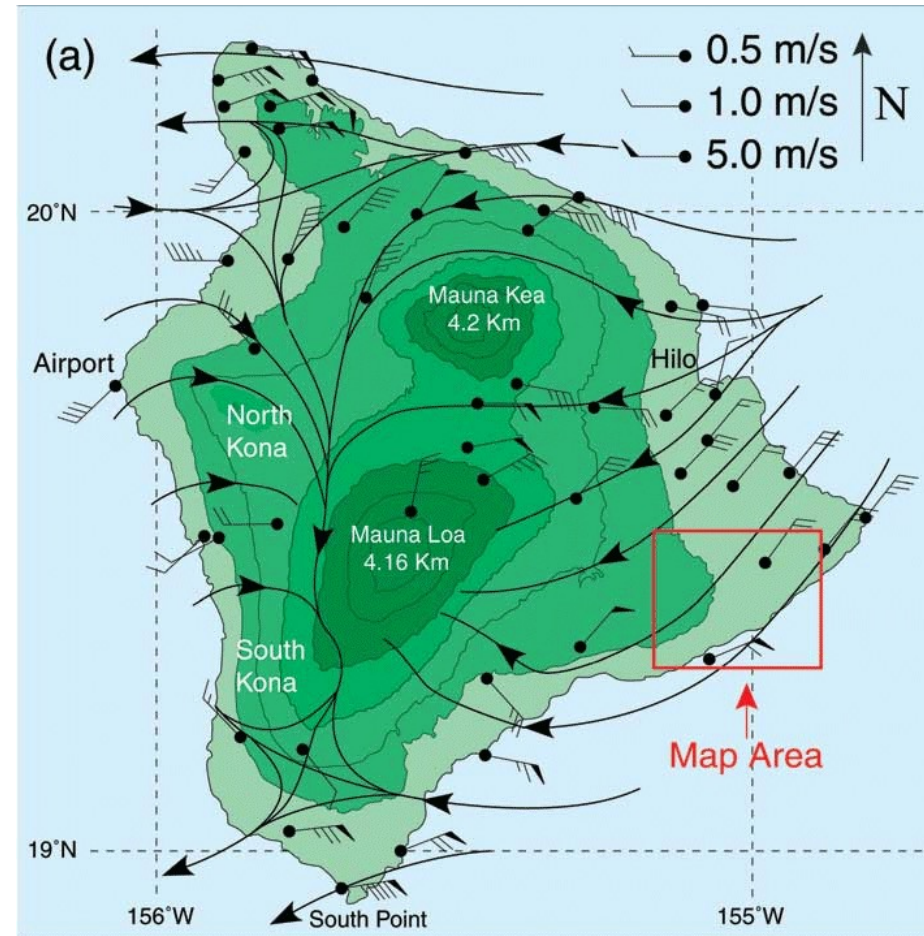 (a)
0.5 m/s
1.0 m/s
5.0 m/s
N
20˚N
Mauna Kea
4.2 Km
Airport
Hilo
North
Kona
Mauna Loa
4.16 Km
South
Kona
Map Area
19˚N
156˚W
South Point
155˚W